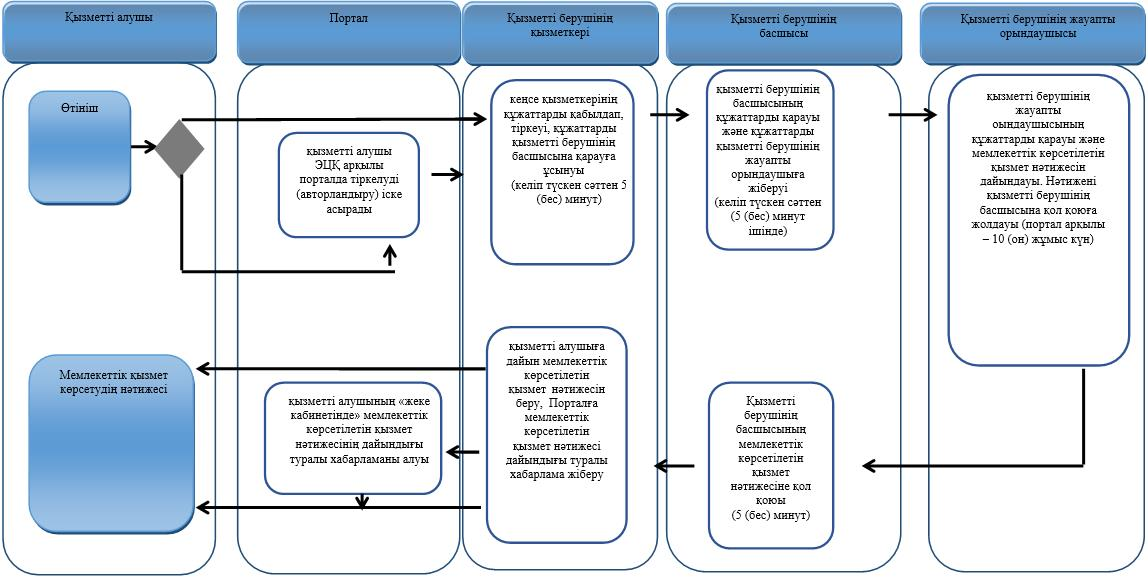 Қызметті алушы
Портал
Қызметті берушінің
қызметкері
Қызметті берушінің
басшысы
Қызметті берушінің жауапты
орындаушысы
Өтініш
қызметті алушы
ЭЦҚ арқылы
порталда тіркелуді
(авторландыру) іске
асырады
кеңсе қызметкерінің
құжаттарды қабылдап,
тіркеуі, құжаттарды
қызметті берушінің
басшысына қарауға
ұсынуы
(келіп түскен сәттен 5
(бес) минут)
қызметті берушінің
басшысының
құжаттарды қарауы
және құжаттарды
қызметті берушінің
жауапты
орындаушыға
жіберуі
(келіп түскен сәттен
(5 (бес) минут
ішінде)
қызметті берушінің
жауапты
оындаушысының
құжаттарды қарауы және
мемлекеттік көрсетілетін
қызмет нәтижесін
дайындауы. Нәтижені
қызметті берушінің
басшысына қол қоюға
жолдауы (портал арқылы
– 10 (он) жұмыс күн)
Мемлекеттік қызмет
көрсетудің нәтижесі
қызметті алушының «жеке
кабинетінде» мемлекеттік
көрсетілетін қызмет
нәтижесінің дайындығы
туралы хабарламаны алуы
қызметті алушыға
дайын мемлекеттік
көрсетілетін
қызмет нәтижесін
беру, Порталға
мемлекеттік
көрсетілетін
қызмет нәтижесі
дайындығы туралы
хабарлама жіберу
Қызметті
берушінің
басшысының
мемлекеттік
көрсетілетін
қызмет
нәтижесіне қол
қоюы
(5 (бес) минут)